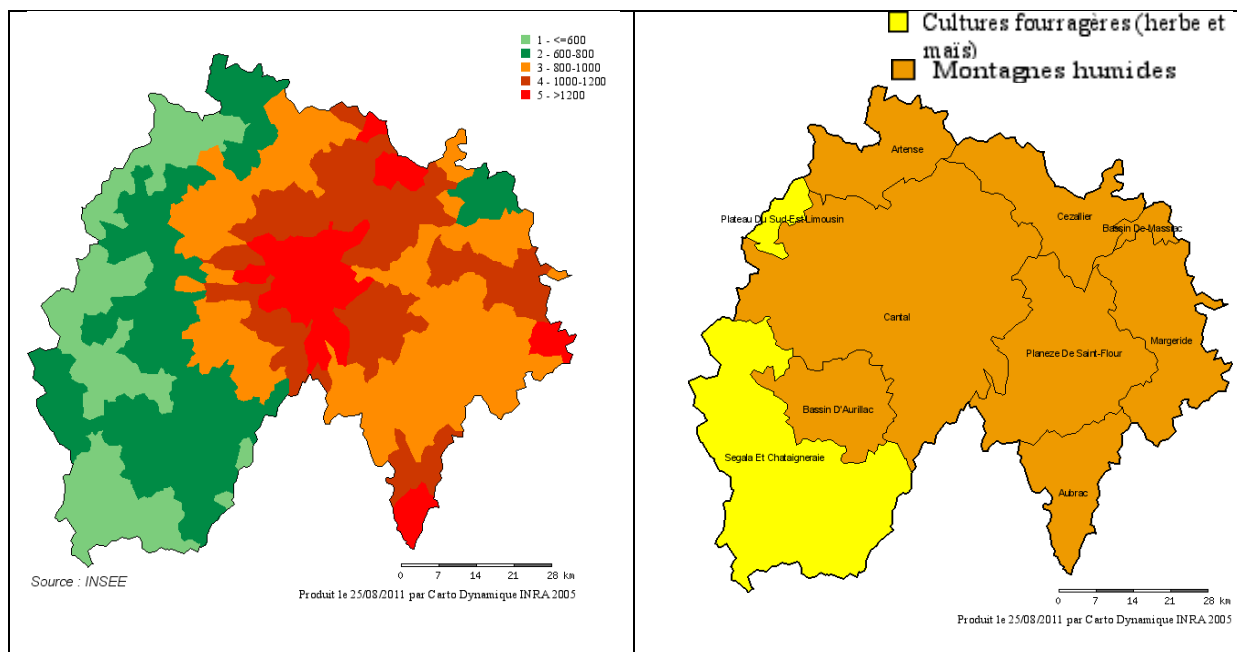 1 - <=600
2 - 600-800
3 - 800-1000
4 - 1000-1200
5 - >1200
Source : INSEE
0 7 14 21 28 km
Produit le 25/08/2011 par Carto Dynamique INRA 2005
Cultures fourragères (herbe et
maïs)
Montagnes humides
Artense
Plateau Du Sud-Est-Limousin
Cezallier
Bassin De Massiac
Cantal
Margeride
Planeze De Saint-Flour
Bassin D'Aurillac
Segala Et Chataigneraie
Aubrac
0 7 14 21 28 km
Produit le 25/08/2011 par Carto Dynamique INRA 2005